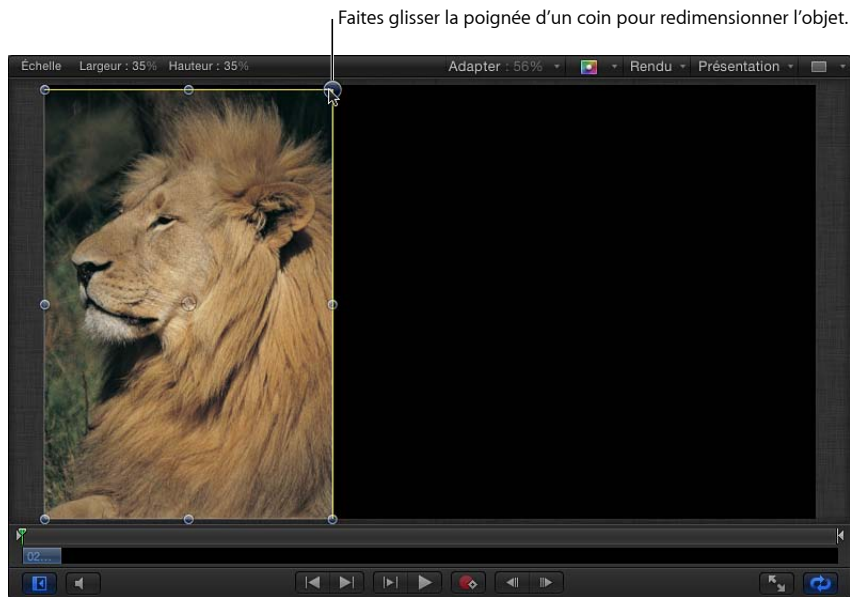 Faites glisser la poignée d’un coin pour redimensionner l’objet.
Échelle Largeur : 35% Hauteur : 35% Adapter : 56% Rendu Présentation
02...